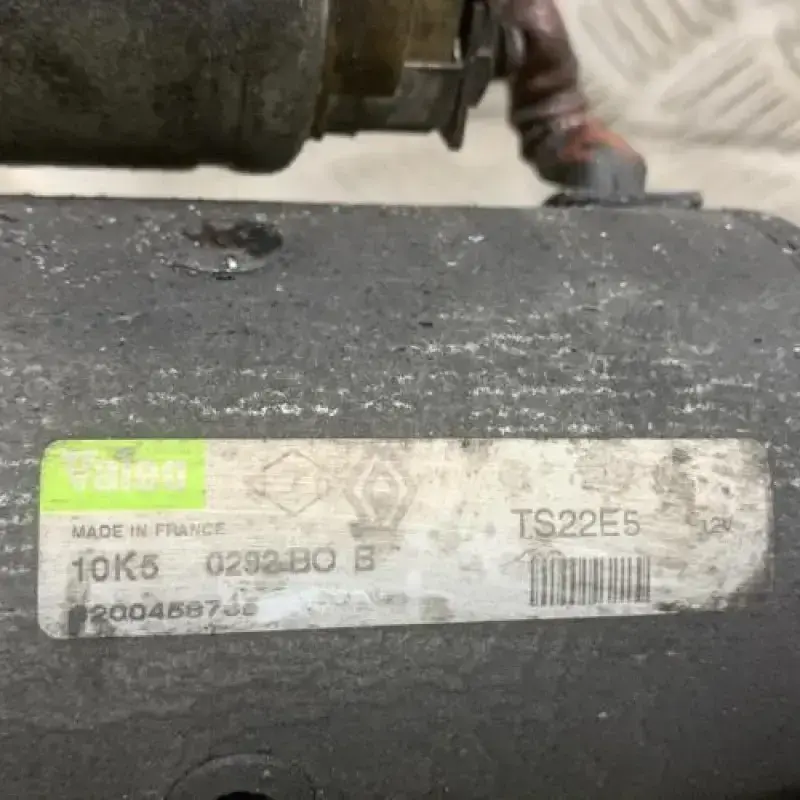 Valeo
MADE IN FRANCE
TS22E5 12V
10K5 0292 BO B